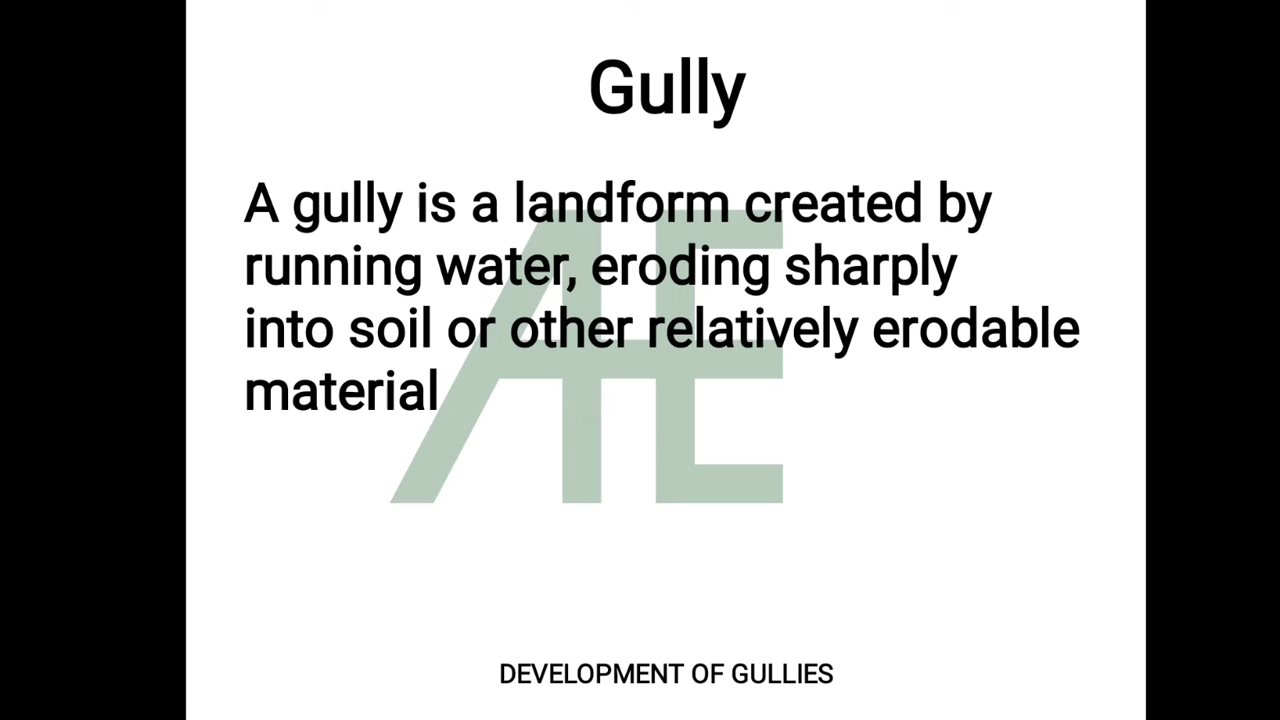 Gully
A gully is a landform created by
running water, eroding sharply
into soil or other relatively erodable
material
AE
DEVELOPMENT OF GULLIES